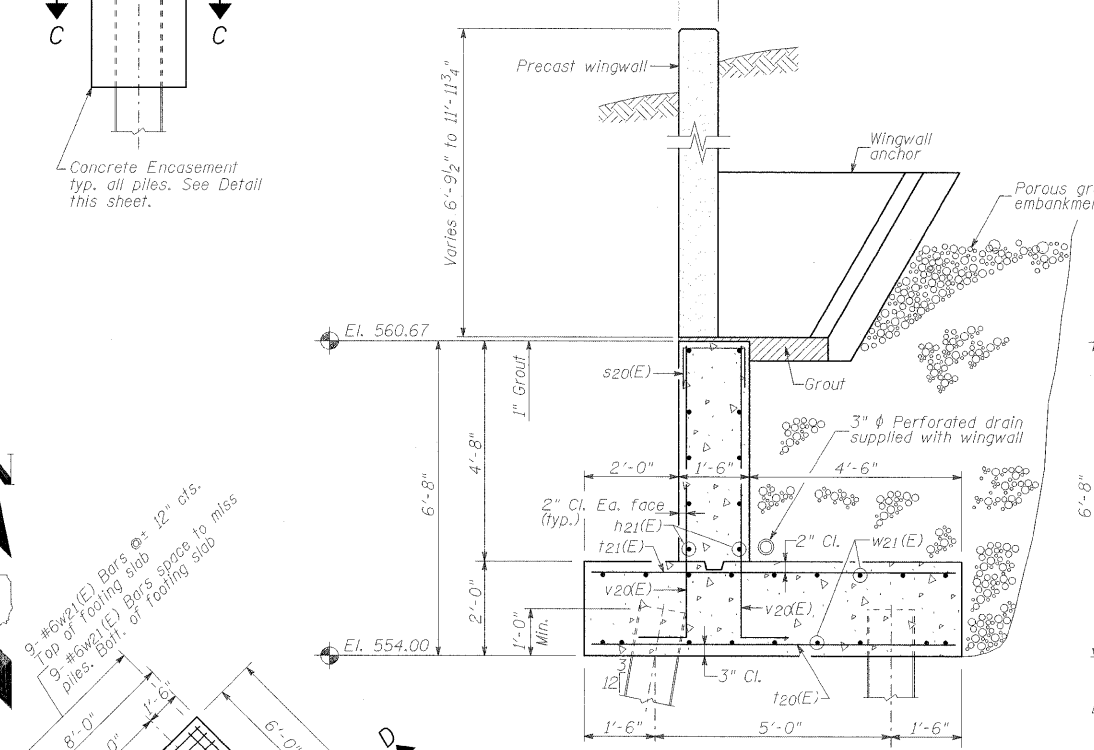 C
C
Concrete Encasement
typ. all piles. See Detail
this sheet.
Precast wingwall
Varies 6'-9½" to 11'-11¾"
Wingwall
anchor
Porous gr
embankmen
El. 560.67
1" Grout
s20(E)
Grout
3" ϕ Perforated drain
supplied with wingwall
6'-8"
4'-8"
2'-0"
1'-6"
4'-6"
6'-8"
2" Cl. Ea. face
(typ.)
h21(E)
t21(E)
2" Cl.
w21(E)
v20(E)
v20(E)
2'-0"
1'-0"
Min.
El. 554.00
3
12
3" Cl.
t20(E)
1'-6"
5'-0"
1'-6"
9-#6w21(E) Bars @± 12" cts.
Top of footing slab
9-#6w21(E) Bars space to miss
piles. Bott. of footing slab
8'-0"
1'-6"
0"
6'-0"
D